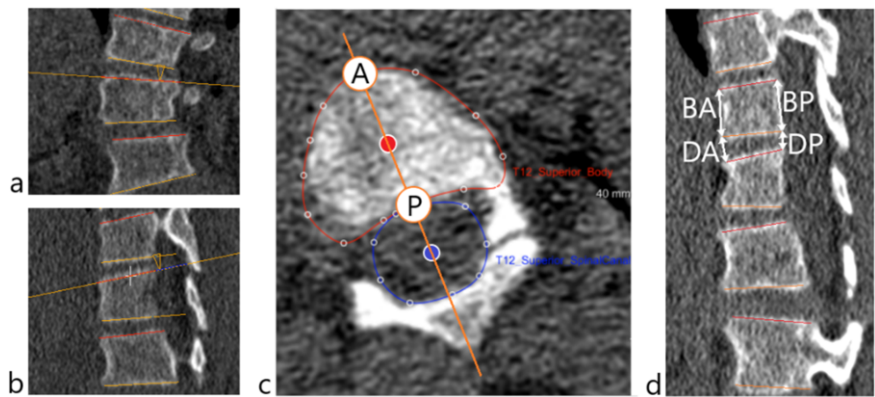 a
b
c
d
A
P
T12_Superior_Body
40 mm
T12_Superior_SpinalCanal
BA
BP
DA
DP